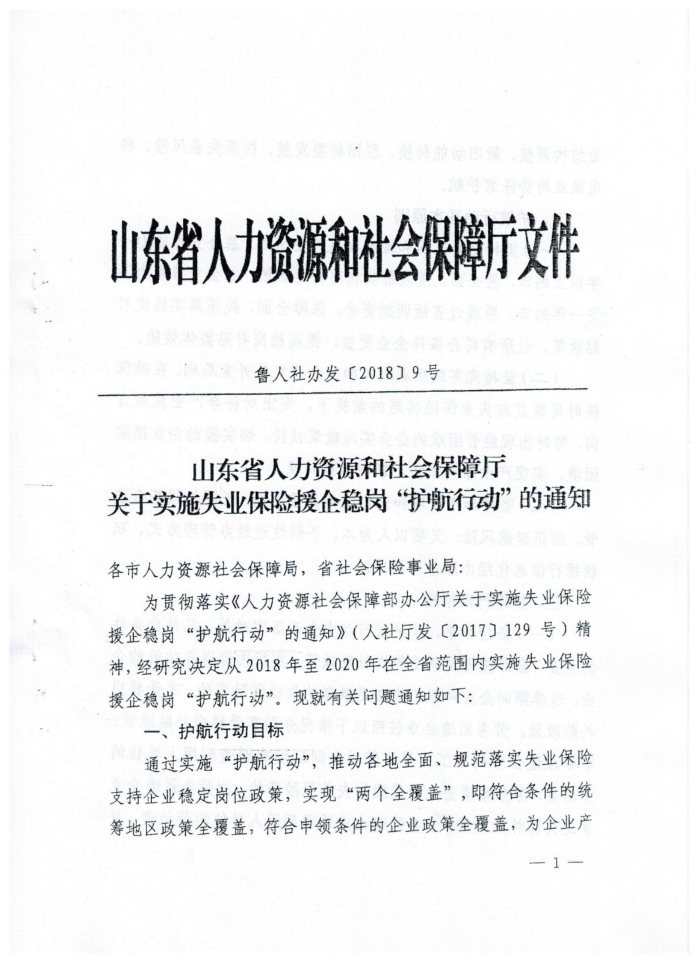 山东省人力资源和社会保障厅文件
鲁人社办发〔2018〕9号
山东省人力资源和社会保障厅
关于实施失业保险援企稳岗“护航行动”的通知
各市人力资源社会保障局，省社会保险事业局：
为贯彻落实《人力资源社会保障部办公厅关于实施失业保险
援企稳岗“护航行动”的通知》（人社厅发〔2017〕129号）精
神，经研究决定从2018年至2020年在全省范围内实施失业保险
援企稳岗“护航行动”。现就有关问题通知如下：
一、护航行动目标
通过实施“护航行动”，推动各地全面、规范落实失业保险
支持企业稳定岗位政策，实现“两个全覆盖”，即符合条件的统
筹地区政策全覆盖，符合申领条件的企业政策全覆盖，为企业产
— 1 —